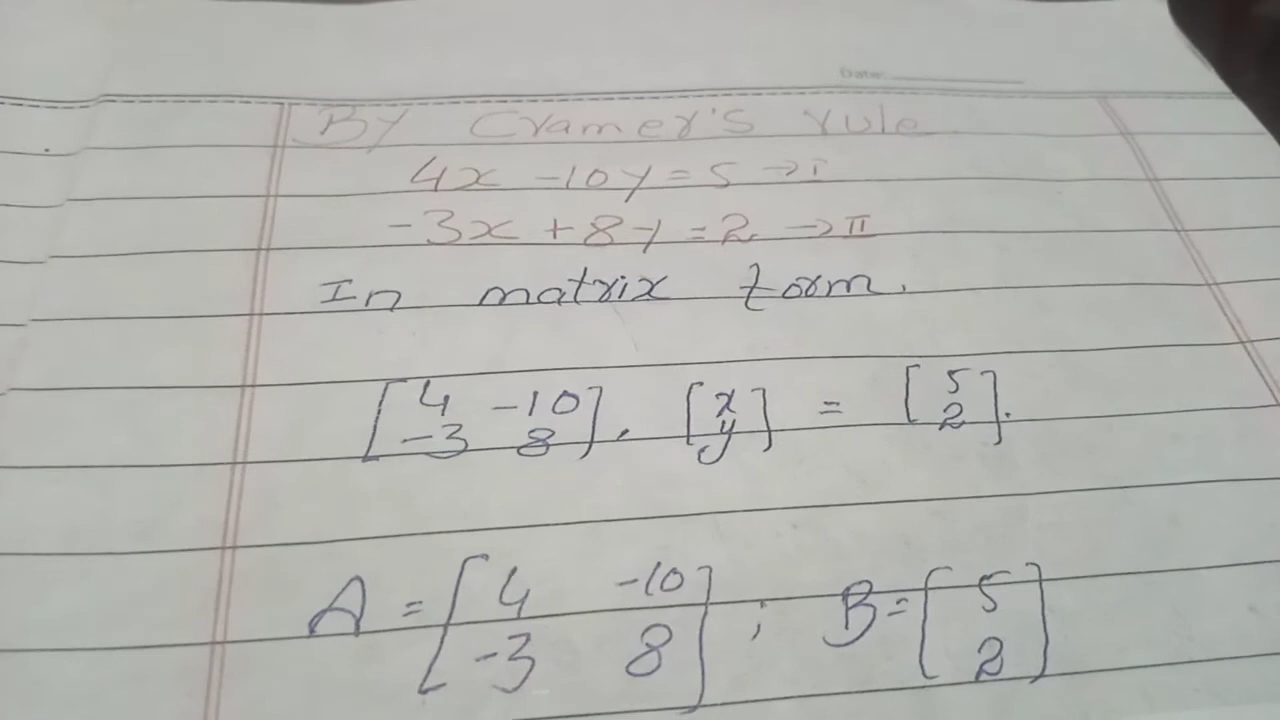 Date:
By Cramer's rule
4x - 10y = 5 → I
-3x + 8y = 2 → II
In matrix form.
[4 -10 -3 8] . [x y] = [5 2].
A = [4 -10 -3 8] ; B = [5 2]